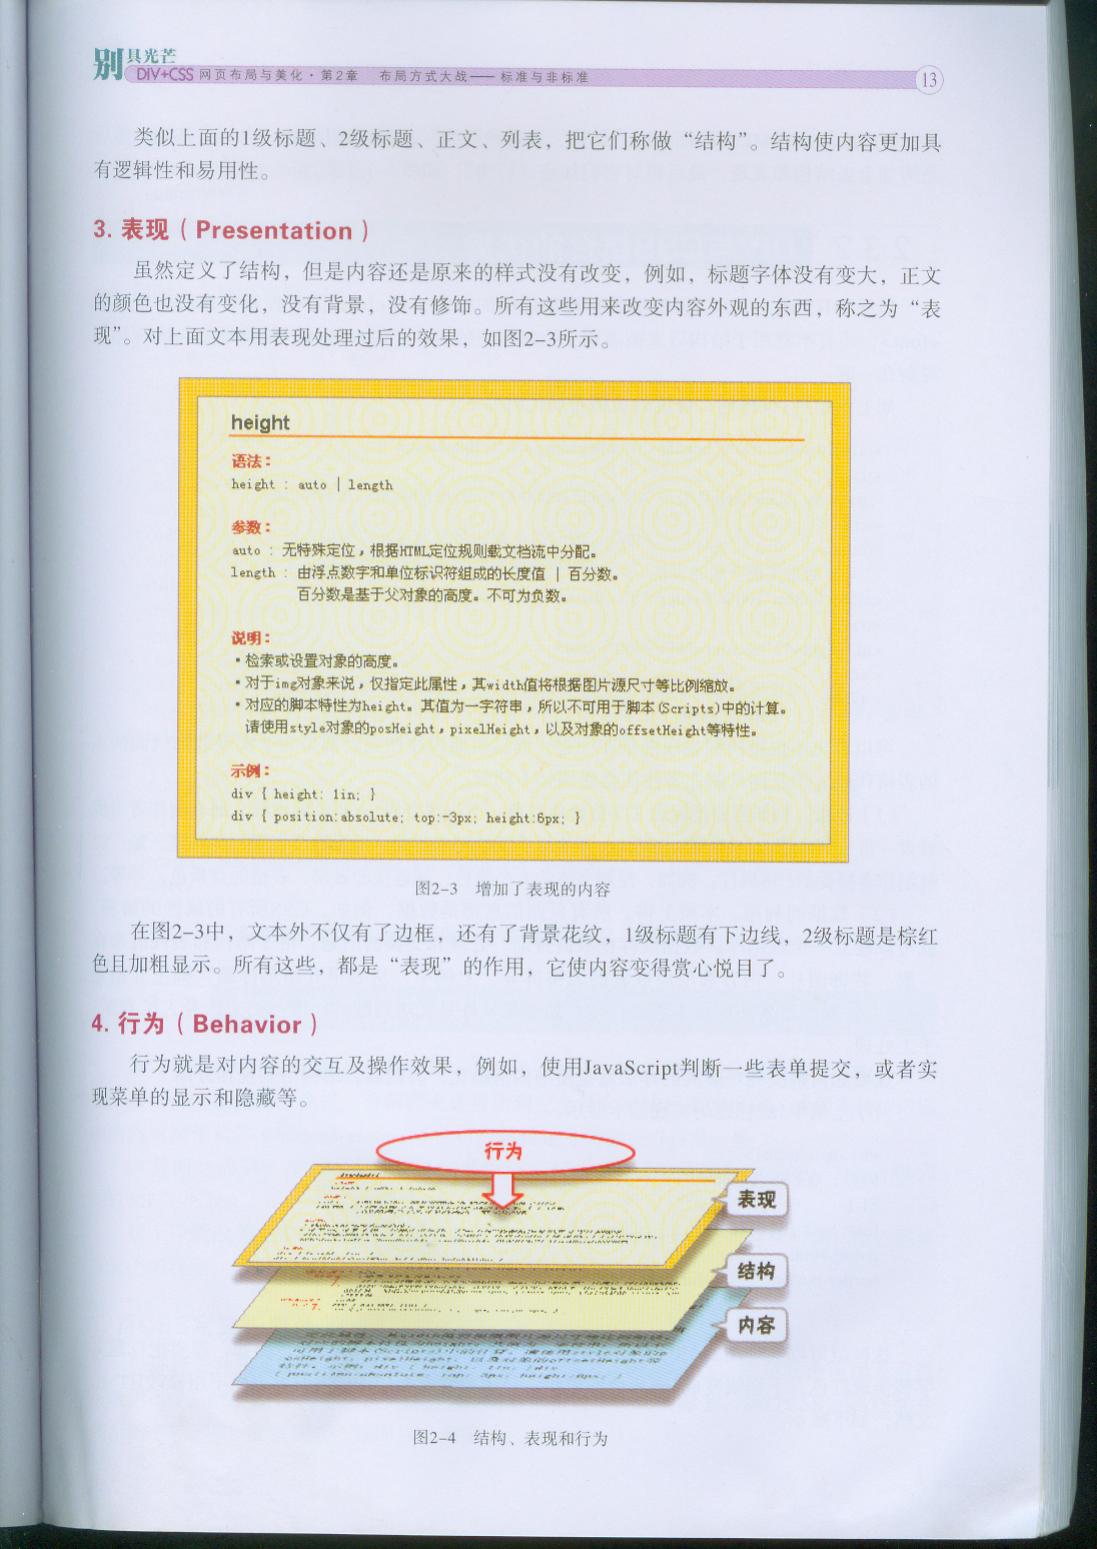 别具光芒
DIV+CSS 网页布局与美化·第2章 布局方式大战——标准与非标准
13
类似上面的1级标题、2级标题、正文、列表，把它们称做“结构”。结构使内容更加具
有逻辑性和易用性。
3. 表现（Presentation）
虽然定义了结构，但是内容还是原来的样式没有改变，例如，标题字体没有变大，正文
的颜色也没有变化，没有背景，没有修饰。所有这些用来改变内容外观的东西，称之为“表
现”。对上面文本用表现处理过后的效果，如图2-3所示。
height
语法：
height : auto | length
参数：
auto : 无特殊定位，根据HTML定位规则载文档流中分配。
length : 由浮点数字和单位标识符组成的长度值 | 百分数。
百分数是基于父对象的高度。不可为负数。
说明：
·检索或设置对象的高度。
·对于img对象来说，仅指定此属性，其width值将根据图片源尺寸等比例缩放。
·对应的脚本特性为height。其值为一字符串，所以不可用于脚本(Scripts)中的计算。
请使用style对象的posHeight，pixelHeight，以及对象的offsetHeight等特性。
示例：
div { height: 1in; }
div { position:absolute; top:-3px; height:6px; }
图2-3 增加了表现的内容
在图2-3中，文本外不仅有了边框，还有了背景花纹，1级标题有下边线，2级标题是棕红
色且加粗显示。所有这些，都是“表现”的作用，它使内容变得赏心悦目了。
4. 行为（Behavior）
行为就是对内容的交互及操作效果，例如，使用JavaScript判断一些表单提交，或者实
现菜单的显示和隐藏等。
行为
表现
结构
内容
图2-4 结构、表现和行为